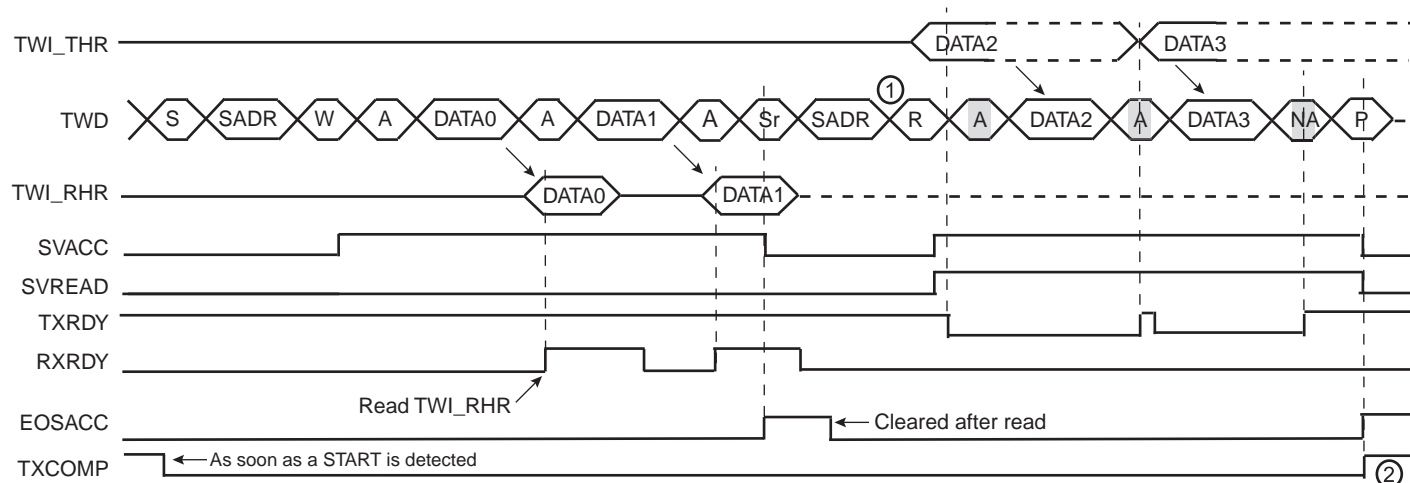 TWI_THR DATA2 DATA3
①
TWD S SADR W A DATA0 A DATA1 A Sr SADR R A DATA2 A DATA3 NA P
TWI_RHR DATA0 DATA1
SVACC
SVREAD
TXRDY
RXRDY
Read TWI_RHR
EOSACC Cleared after read
TXCOMP As soon as a START is detected ②